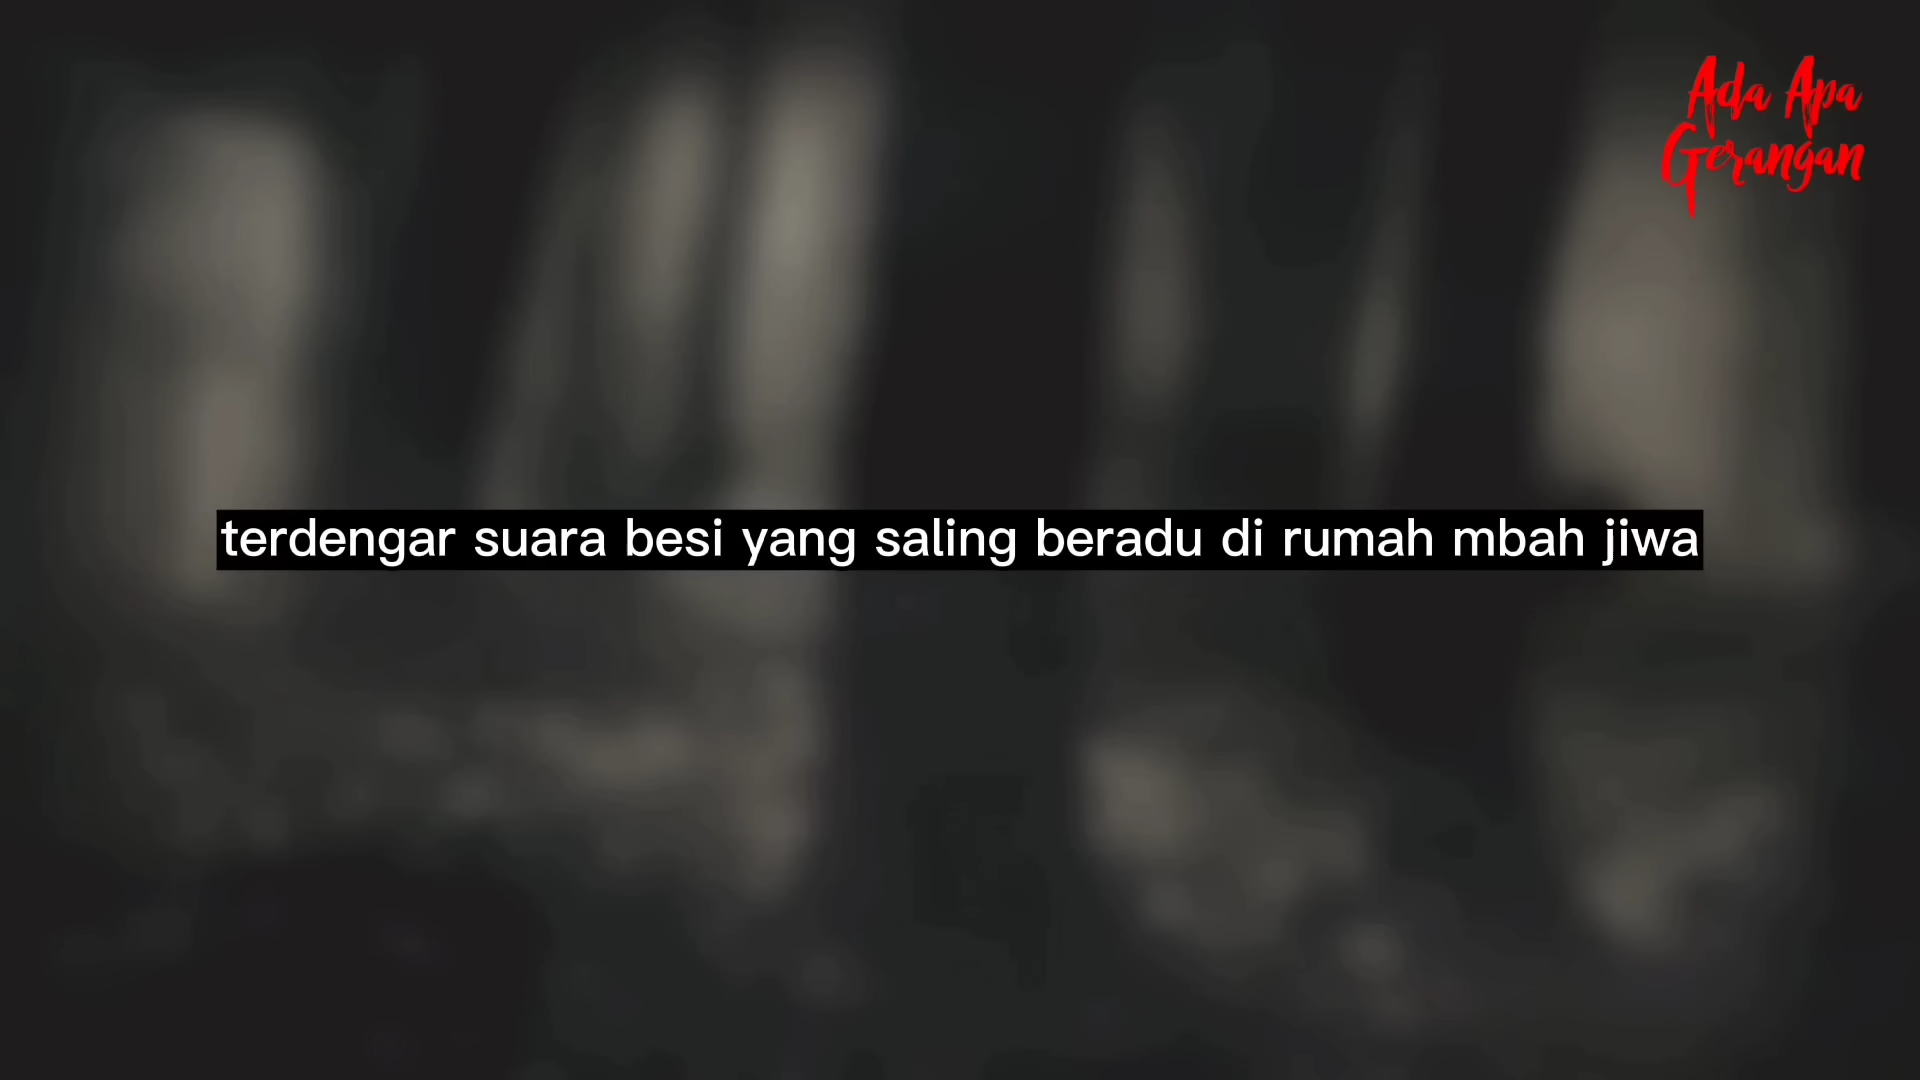 Ada Apa
Gerangan
terdengar suara besi yang saling beradu di rumah mbah jiwa